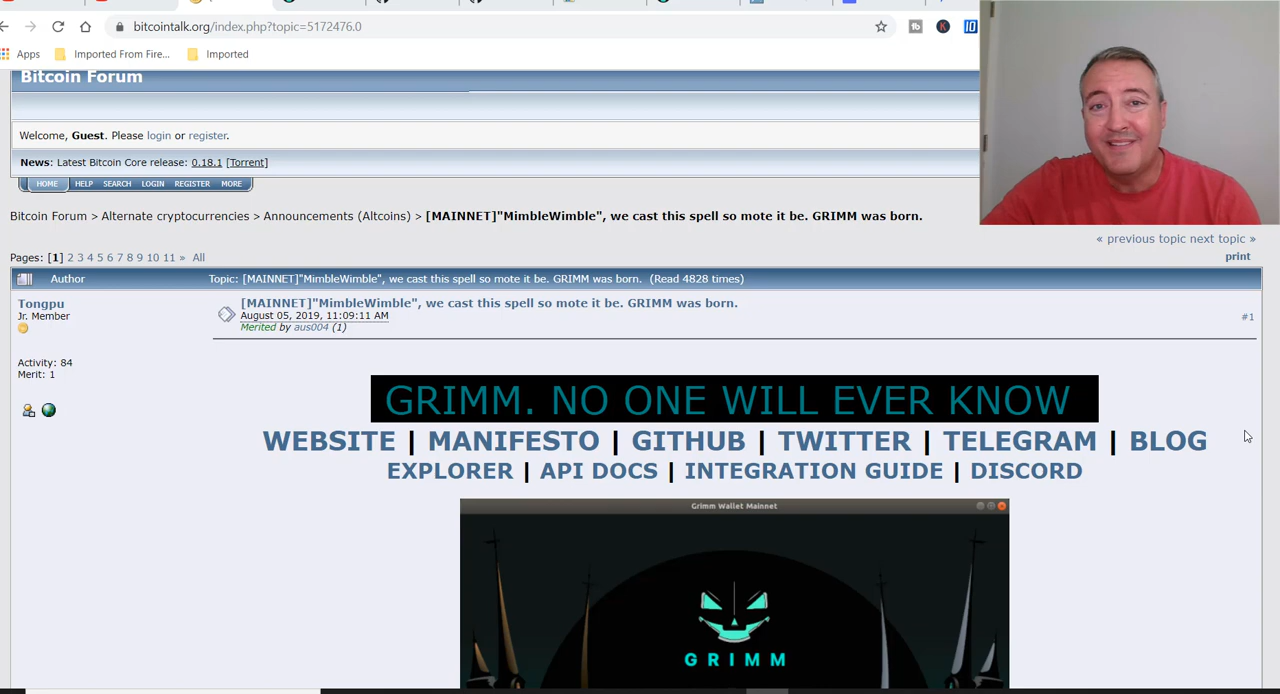 bitcointalk.org/index.php?topic=5172476.0
Apps Imported From Fire... Imported
Bitcoin Forum
Welcome, Guest. Please login or register.
News: Latest Bitcoin Core release: 0.18.1 [Torrent]
HOME HELP SEARCH LOGIN REGISTER MORE
Bitcoin Forum > Alternate cryptocurrencies > Announcements (Altcoins) > [MAINNET]"MimbleWimble", we cast this spell so mote it be. GRIMM was born.
« previous topic next topic »
Pages: [1] 2 3 4 5 6 7 8 9 10 11 » All
print
Author Topic: [MAINNET]"MimbleWimble", we cast this spell so mote it be. GRIMM was born. (Read 4828 times)
Tongpu
Jr. Member
Activity: 84
Merit: 1
[MAINNET]"MimbleWimble", we cast this spell so mote it be. GRIMM was born.
August 05, 2019, 11:09:11 AM
Merited by aus004 (1)
#1
GRIMM. NO ONE WILL EVER KNOW
WEBSITE | MANIFESTO | GITHUB | TWITTER | TELEGRAM | BLOG
EXPLORER | API DOCS | INTEGRATION GUIDE | DISCORD
Grimm Wallet Mainnet
GRIMM